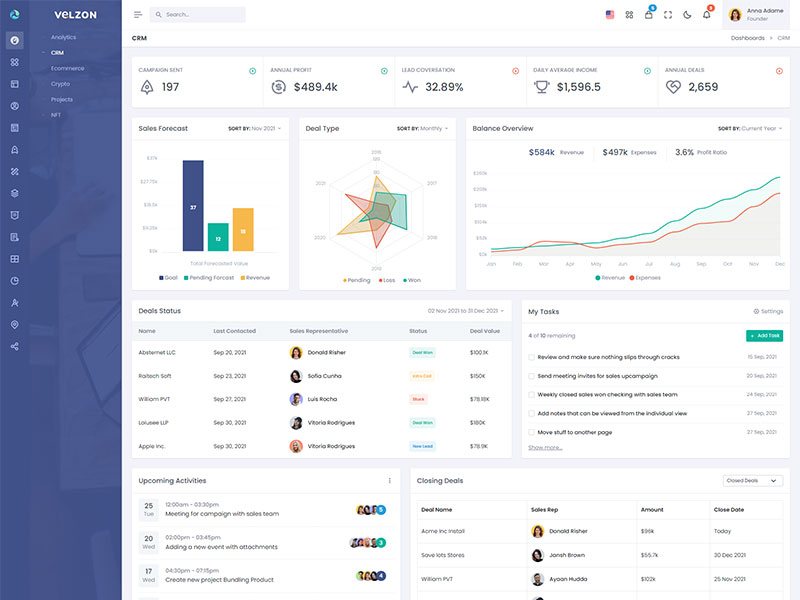 VELZON
Search...
5
8
Anna Adame
Founder
Analytics
CRM
Ecommerce
Crypto
Projects
NFT
CRM
Dashboards > CRM
CAMPAIGN SENT
197
ANNUAL PROFIT
$489.4k
LEAD COVERSATION
32.89%
DAILY AVERAGE INCOME
$1,596.5
ANNUAL DEALS
2,659
Sales Forecast
SORT BY: Nov 2021
$37k
$27.75k
$18.5k
$9.25k
$0k
37
12
18
Total Forecasted Value
Goal Pending Forcast Revenue
Deal Type
SORT BY: Monthly
2016
2017
2018
2019
2020
2021
Pending Loss Won
Balance Overview
SORT BY: Current Year
$584k Revenue
$497k Expenses
3.6% Profit Ratio
$260k
$208k
$156k
$104k
$52k
$0k
Jan Feb Mar Apr May Jun Jul Aug Sep Oct Nov Dec
Revenue Expenses
Deals Status
02 Nov 2021 to 31 Dec 2021
Name Last Contacted Sales Representative Status Deal Value
Absternet LLC Sep 20, 2021 Donald Risher Deal Won $100.1K
Raitech Soft Sep 23, 2021 Sofia Cunha Intro Call $150K
William PVT Sep 27, 2021 Luis Rocha Stuck $78.18K
Loiusee LLP Sep 30, 2021 Vitoria Rodrigues Deal Won $180K
Apple Inc. Sep 30, 2021 Vitoria Rodrigues New Lead $78.9K
My Tasks
Settings
4 of 10 remaining
+ Add Task
Review and make sure nothing slips through cracks 15 Sep, 2021
Send meeting invites for sales upcampaign 20 Sep, 2021
Weekly closed sales won checking with sales team 24 Sep, 2021
Add notes that can be viewed from the individual view 27 Sep, 2021
Move stuff to another page 27 Sep, 2021
Show more...
Upcoming Activities
25
Tue
12:00am - 03:30pm
Meeting for campaign with sales team
5
20
Wed
02:00pm - 03:45pm
Adding a new event with attachments
3
17
Wed
04:30pm - 07:15pm
Create new project Bundling Product
4
Closing Deals
Closed Deals
Deal Name Sales Rep Amount Close Date
Acme Inc Install Donald Risher $96k Today
Save lots Stores Jansh Brown $55.7k 30 Dec 2021
William PVT Ayaan Hudda $102k 25 Nov 2021